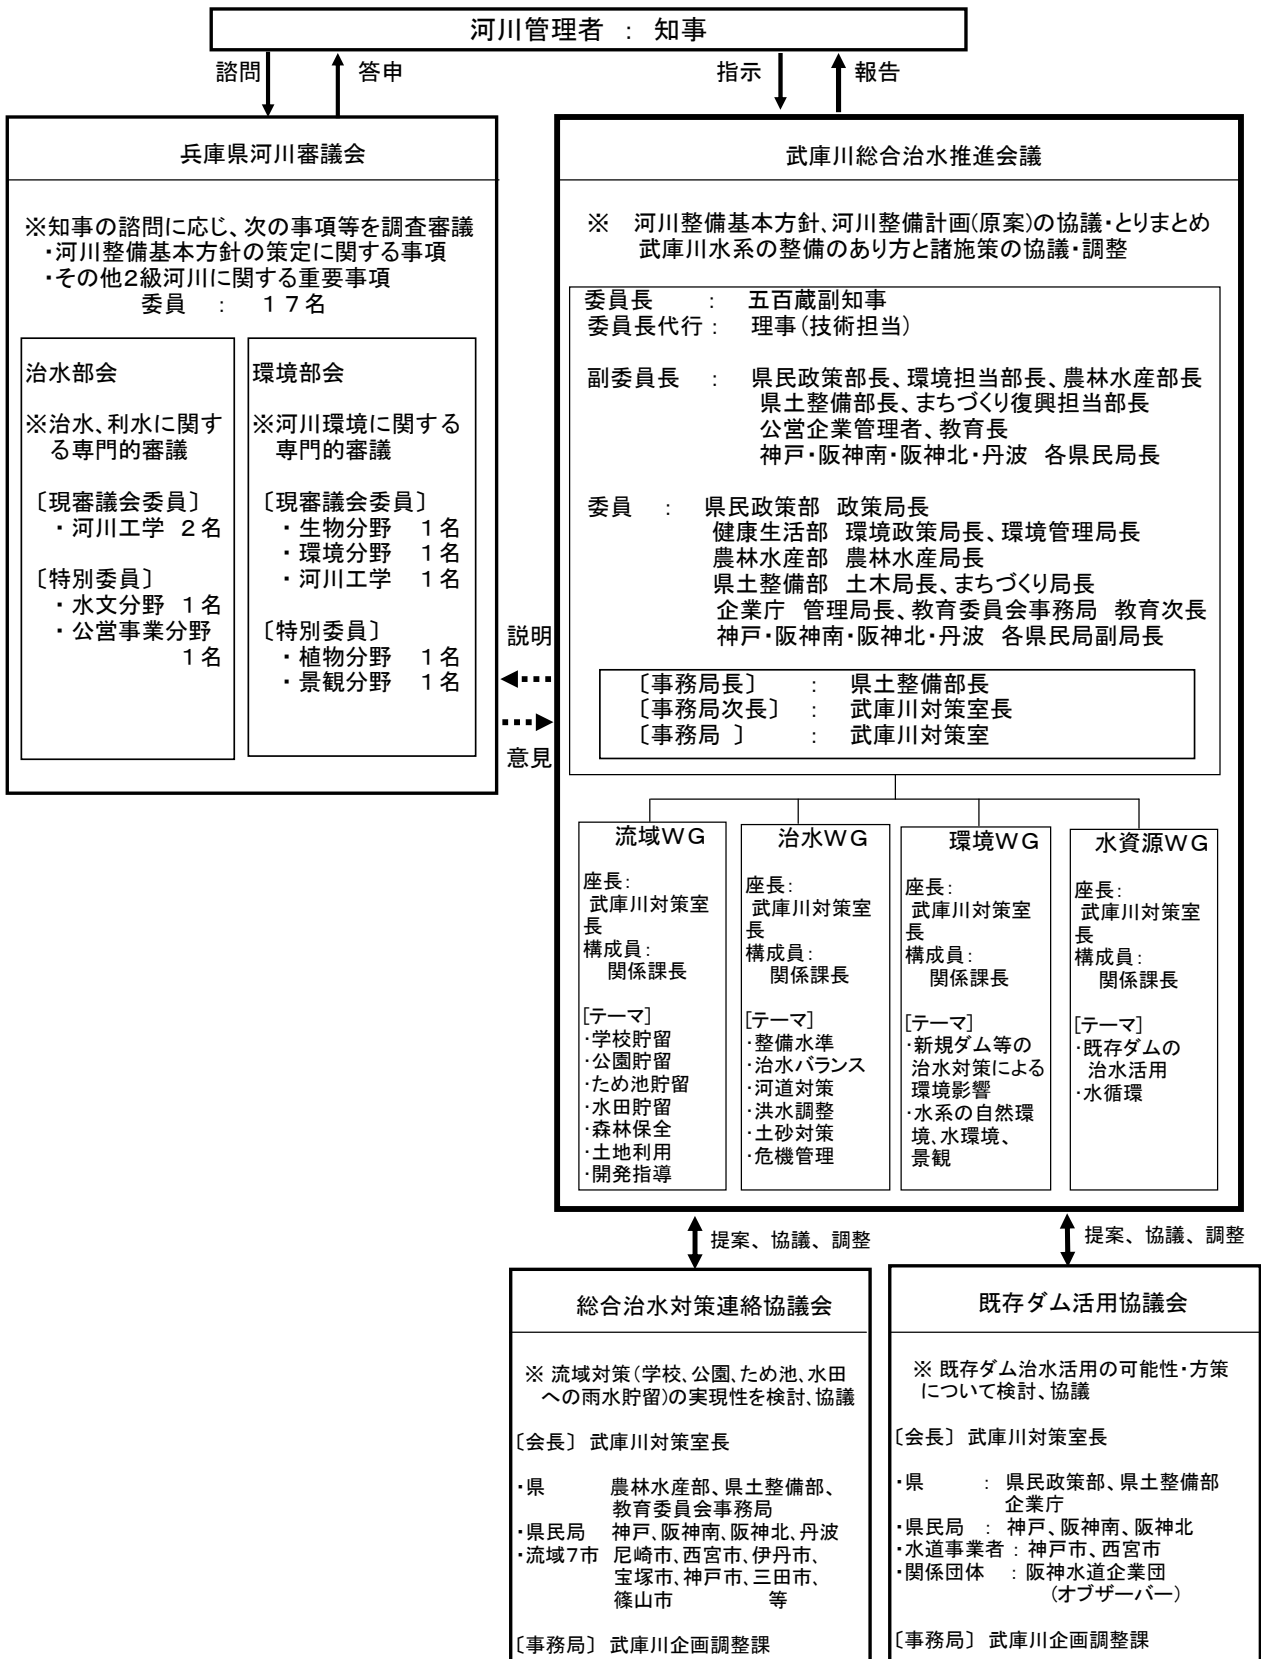 河川管理者 ： 知事
諮問
答申
指示
報告
兵庫県河川審議会
※知事の諮問に応じ、次の事項等を調査審議
・河川整備基本方針の策定に関する事項
・その他2級河川に関する重要事項
委員 ： １７名
治水部会
※治水、利水に関す
る専門的審議
〔現審議会委員〕
・河川工学 ２名
〔特別委員〕
・水文分野 １名
・公営事業分野
１名
環境部会
※河川環境に関する
専門的審議
〔現審議会委員〕
・生物分野 １名
・環境分野 １名
・河川工学 １名
〔特別委員〕
・植物分野 １名
・景観分野 １名
説明
意見
武庫川総合治水推進会議
※ 河川整備基本方針、河川整備計画(原案)の協議・とりまとめ
武庫川水系の整備のあり方と諸施策の協議・調整
委員長 ： 五百蔵副知事
委員長代行： 理事(技術担当)
副委員長 ： 県民政策部長、環境担当部長、農林水産部長
県土整備部長、まちづくり復興担当部長
公営企業管理者、教育長
神戸・阪神南・阪神北・丹波 各県民局長
委員 ： 県民政策部 政策局長
健康生活部 環境政策局長、環境管理局長
農林水産部 農林水産局長
県土整備部 土木局長、まちづくり局長
企業庁 管理局長、教育委員会事務局 教育次長
神戸・阪神南・阪神北・丹波 各県民局副局長
〔事務局長〕 ： 県土整備部長
〔事務局次長〕 ： 武庫川対策室長
〔事務局 〕 ： 武庫川対策室
流域ＷＧ
座長：
武庫川対策室
長
構成員：
関係課長
[テーマ]
・学校貯留
・公園貯留
・ため池貯留
・水田貯留
・森林保全
・土地利用
・開発指導
治水ＷＧ
座長：
武庫川対策室
長
構成員：
関係課長
[テーマ]
・整備水準
・治水バランス
・河道対策
・洪水調整
・土砂対策
・危機管理
環境ＷＧ
座長：
武庫川対策室
長
構成員：
関係課長
[テーマ]
・新規ダム等の
治水対策による
環境影響
・水系の自然環
境、水環境、
景観
水資源ＷＧ
座長：
武庫川対策室
長
構成員：
関係課長
[テーマ]
・既存ダムの
治水活用
・水循環
提案、協議、調整
提案、協議、調整
総合治水対策連絡協議会
※ 流域対策(学校、公園、ため池、水田
への雨水貯留)の実現性を検討、協議
〔会長〕 武庫川対策室長
・県 農林水産部、県土整備部、
教育委員会事務局
・県民局 神戸、阪神南、阪神北、丹波
・流域7市 尼崎市、西宮市、伊丹市、
宝塚市、神戸市、三田市、
篠山市 等
〔事務局〕 武庫川企画調整課
既存ダム活用協議会
※ 既存ダム治水活用の可能性・方策
について検討、協議
〔会長〕 武庫川対策室長
・県 ： 県民政策部、県土整備部
企業庁
・県民局 ： 神戸、阪神南、阪神北
・水道事業者 ： 神戸市、西宮市
・関係団体 ： 阪神水道企業団
(オブザーバー)
〔事務局〕 武庫川企画調整課